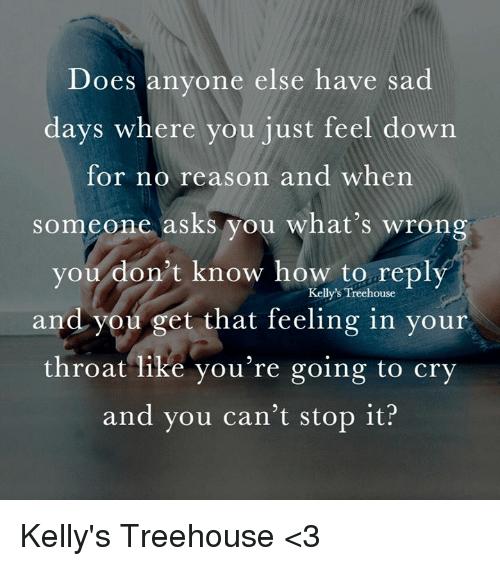 Does anyone else have sad
days where you just feel down
for no reason and when
someone asks you what's wrong
you don't know how to reply
Kelly's Treehouse
and you get that feeling in your
throat like you're going to cry
and you can't stop it?
Kelly's Treehouse <3